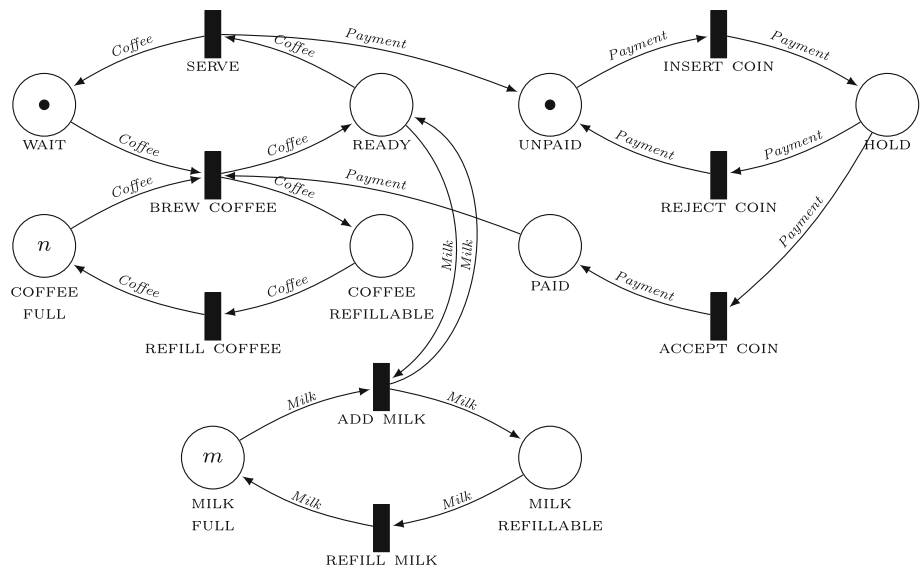 Coffee
Payment
Coffee
SERVE
Payment
INSERT COIN
Payment
WAIT
READY
UNPAID
HOLD
Coffee
Coffee
Payment
Payment
Coffee
BREW COFFEE
Coffee
Payment
REJECT COIN
Payment
n
COFFEE
FULL
COFFEE
REFILLABLE
Milk
Milk
PAID
Coffee
Coffee
Payment
REFILL COFFEE
ACCEPT COIN
Milk
ADD MILK
Milk
m
MILK
FULL
MILK
REFILLABLE
Milk
Milk
REFILL MILK